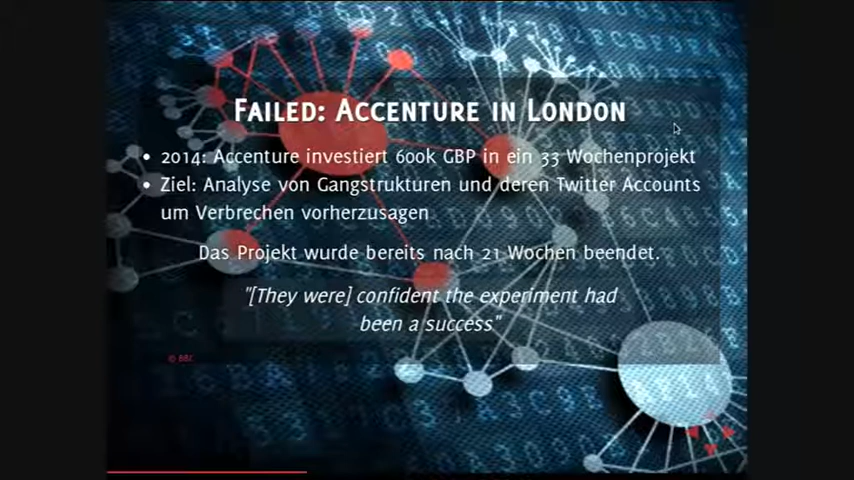 Failed: Accenture in London
• 2014: Accenture investiert 600k GBP in ein 33 Wochenprojekt
• Ziel: Analyse von Gangstrukturen und deren Twitter Accounts
um Verbrechen vorherzusagen
Das Projekt wurde bereits nach 21 Wochen beendet.
"[They were] confident the experiment had
been a success"
© BBC